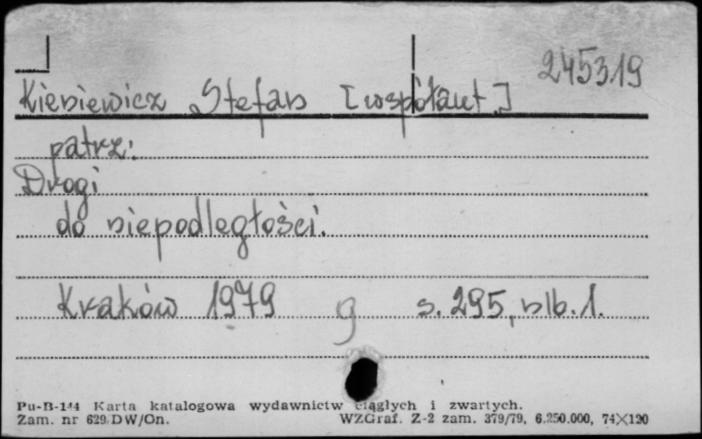 245319
Kieniewicz Stefan [współaut.]
patrz:
Drogi
do niepodległości.
Kraków 1979 g s. 295, nlb. 1.
Pu-B-144 Karta katalogowa wydawnictw ciągłych i zwartych.
Zam. nr 629/DW/On. WZGraf. Z-2 zam. 379/79, 6.250.000, 74×120